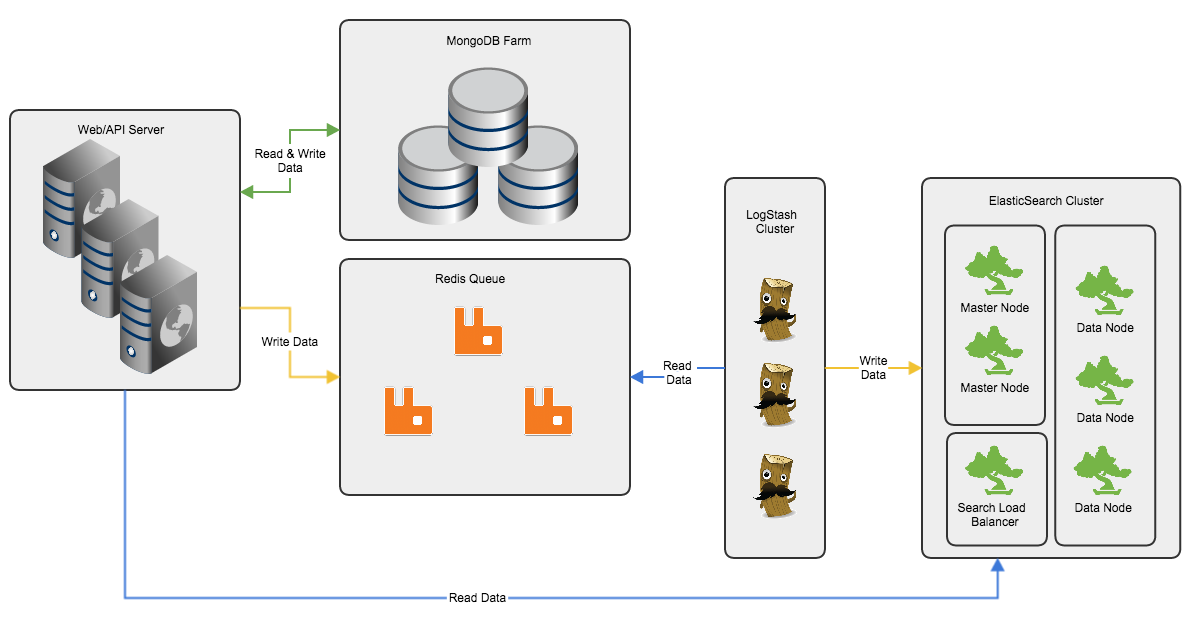 MongoDB Farm
Web/API Server
Read & Write
Data
Redis Queue
Write Data
Read
Data
LogStash
Cluster
Write
Data
ElasticSearch Cluster
Master Node
Master Node
Search Load
Balancer
Data Node
Data Node
Data Node
Read Data